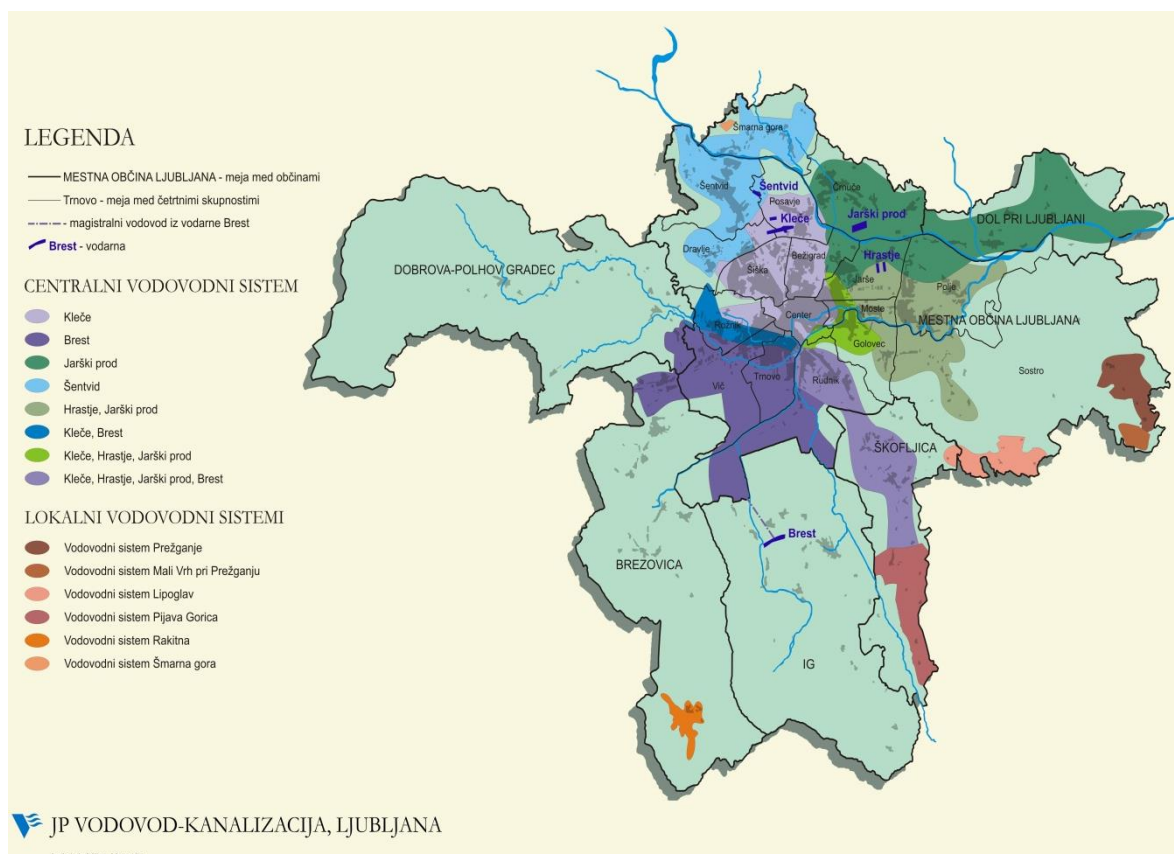 LEGENDA
MESTNA OBČINA LJUBLJANA - meja med občinami
Trnovo - meja med četrtnimi skupnostimi
magistralni vodovod iz vodarne Brest
Brest - vodarna
CENTRALNI VODOVODNI SISTEM
Kleče
Brest
Jarški prod
Šentvid
Hrastje, Jarški prod
Kleče, Brest
Kleče, Hrastje, Jarški prod
Kleče, Hrastje, Jarški prod, Brest
LOKALNI VODOVODNI SISTEMI
Vodovodni sistem Prežganje
Vodovodni sistem Mali Vrh pri Prežganju
Vodovodni sistem Lipoglav
Vodovodni sistem Pijava Gorica
Vodovodni sistem Rakitna
Vodovodni sistem Šmarna gora
JP VODOVOD-KANALIZACIJA, LJUBLJANA
Šmarna gora
Šentvid
Šentvid
Črnuče
Posavje
Kleče
Jarški prod
DOL PRI LJUBLJANI
Dravlje
Bežigrad
Hrastje
Šiška
Jarše
DOBROVA-POLHOV GRADEC
Polje
Moste
Center
MESTNA OBČINA LJUBLJANA
Rožnik
Golovec
Sostro
Trnovo
Rudnik
Vič
ŠKOFLJICA
Brest
BREZOVICA
IG